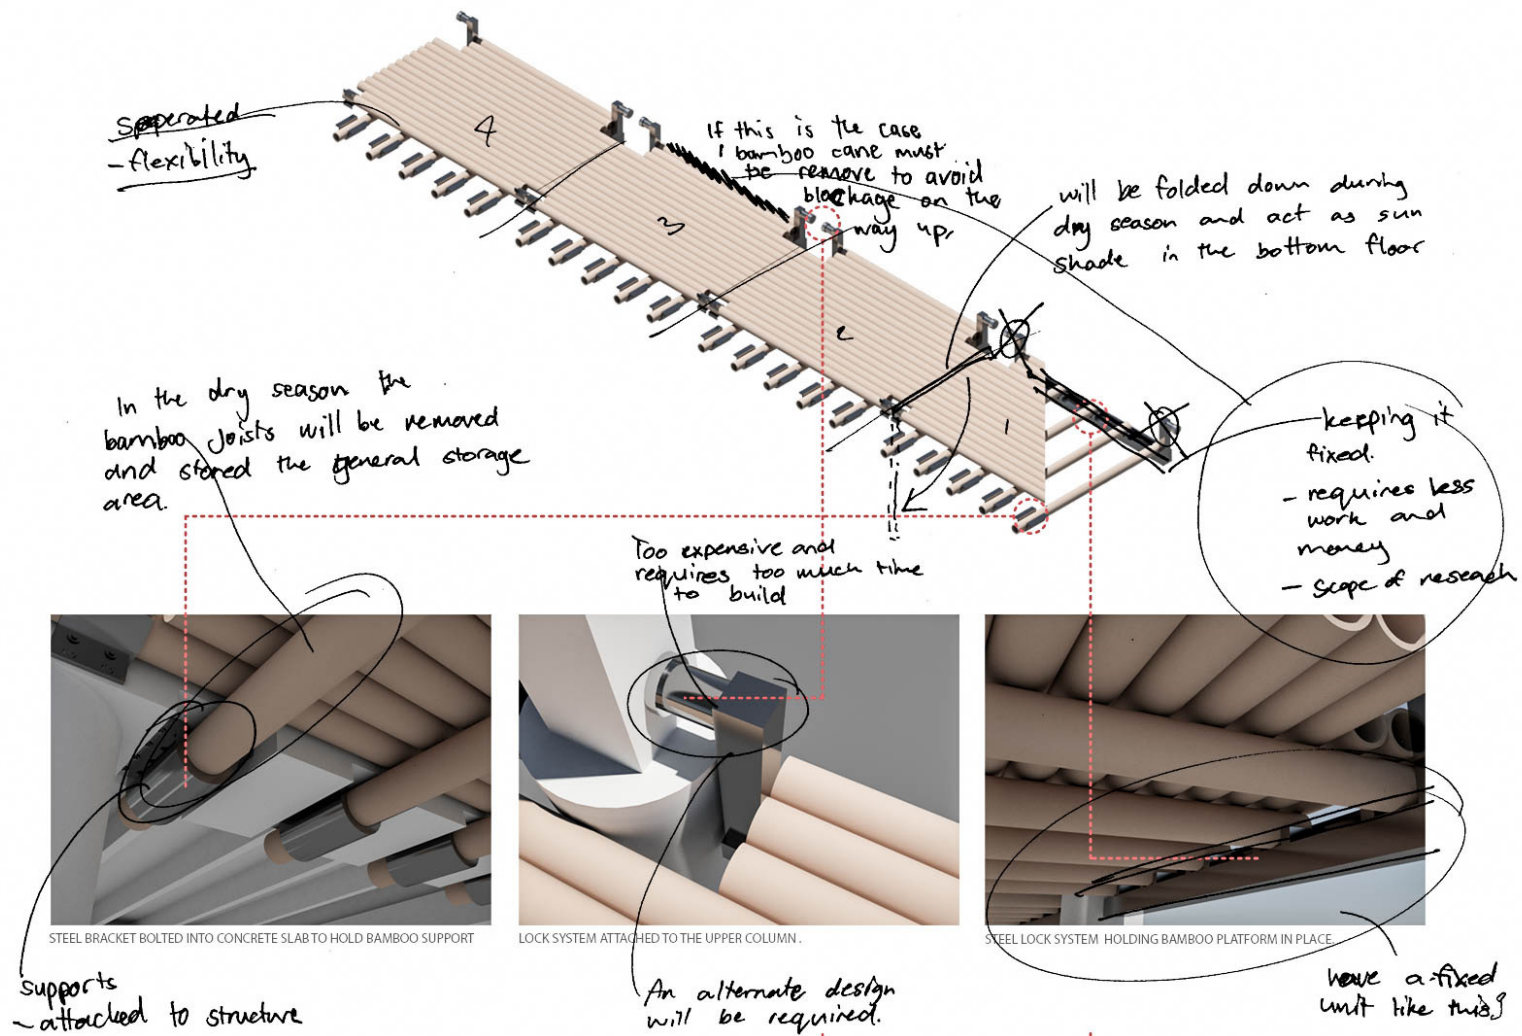 seperated
- flexibility
4
3
2
1
If this is the case
bamboo cane must
be remove to avoid
blockage on the
way up,
will be folded down during
dry season and act as sun
shade in the bottom floor
In the dry season the
bamboo joists will be removed
and stored the general storage
area.
keeping it
fixed.
- requires less
work and
money
- scope of reseach
Too expensive and
requires too much time
to build
STEEL BRACKET BOLTED INTO CONCRETE SLAB TO HOLD BAMBOO SUPPORT
LOCK SYSTEM ATTACHED TO THE UPPER COLUMN .
STEEL LOCK SYSTEM HOLDING BAMBOO PLATFORM IN PLACE.
supports
- attached to structure
An alternate design
will be required.
have a fixed
unit like this?